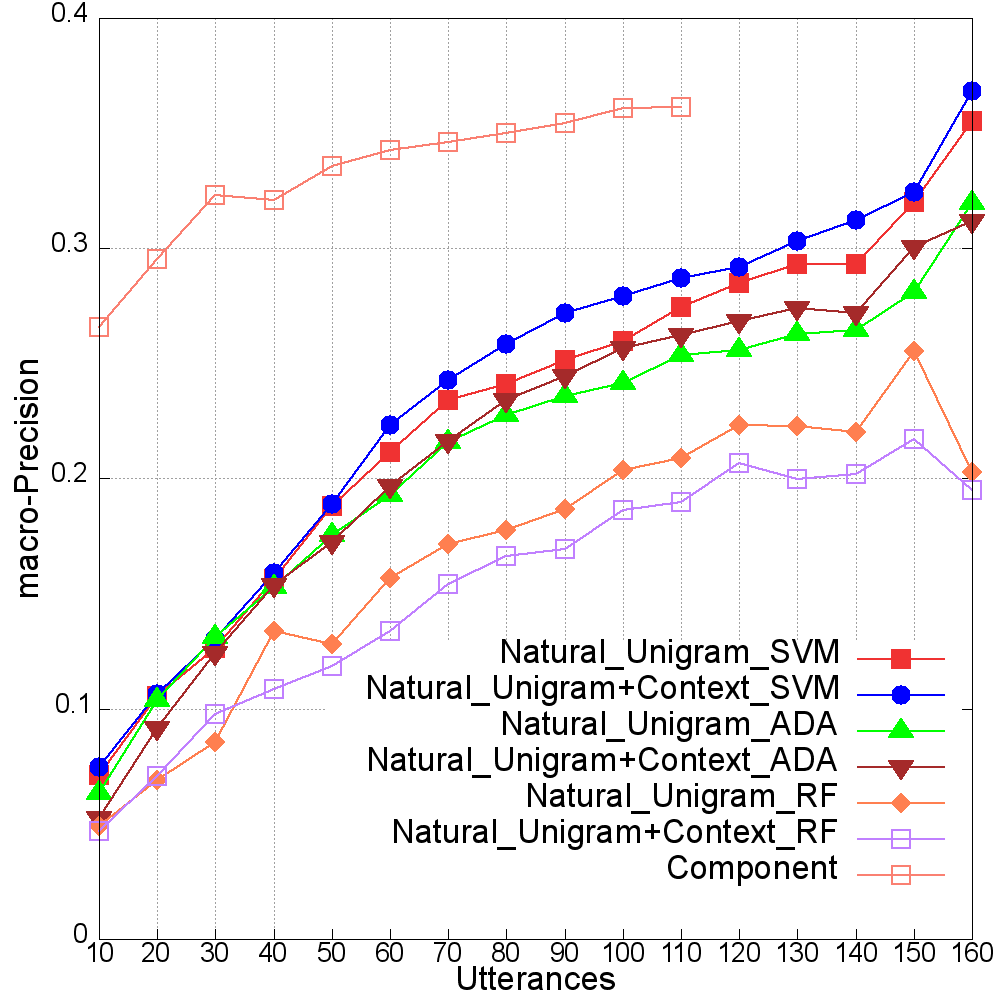 0.4
0.3
0.2
0.1
0
macro-Precision
Natural_Unigram_SVM
Natural_Unigram+Context_SVM
Natural_Unigram_ADA
Natural_Unigram+Context_ADA
Natural_Unigram_RF
Natural_Unigram+Context_RF
Component
10 20 30 40 50 60 70 80 90 100 110 120 130 140 150 160
Utterances